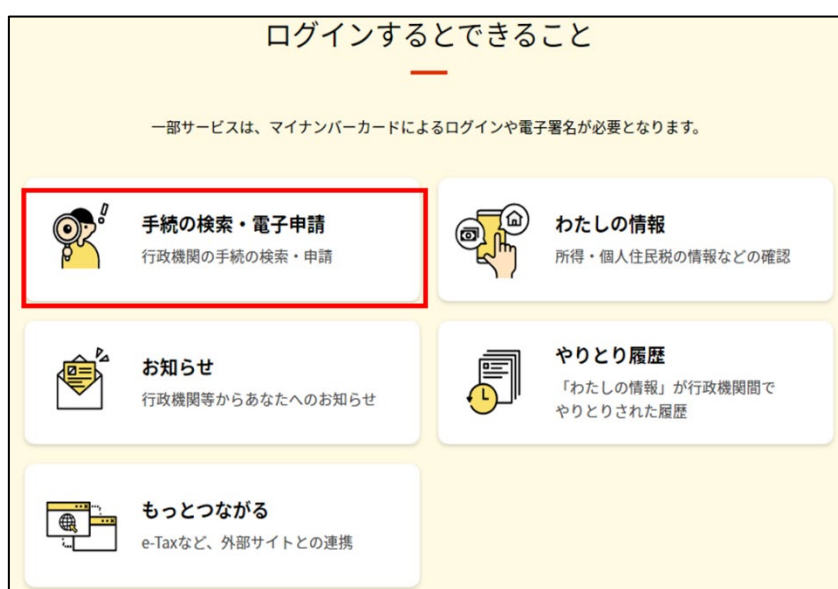 ログインするとできること
一部サービスは、マイナンバーカードによるログインや電子署名が必要となります。
手続の検索・電子申請
行政機関の手続の検索・申請
わたしの情報
所得・個人住民税の情報などの確認
お知らせ
行政機関等からあなたへのお知らせ
やりとり履歴
「わたしの情報」が行政機関間で
やりとりされた履歴
もっとつながる
e-Taxなど、外部サイトとの連携